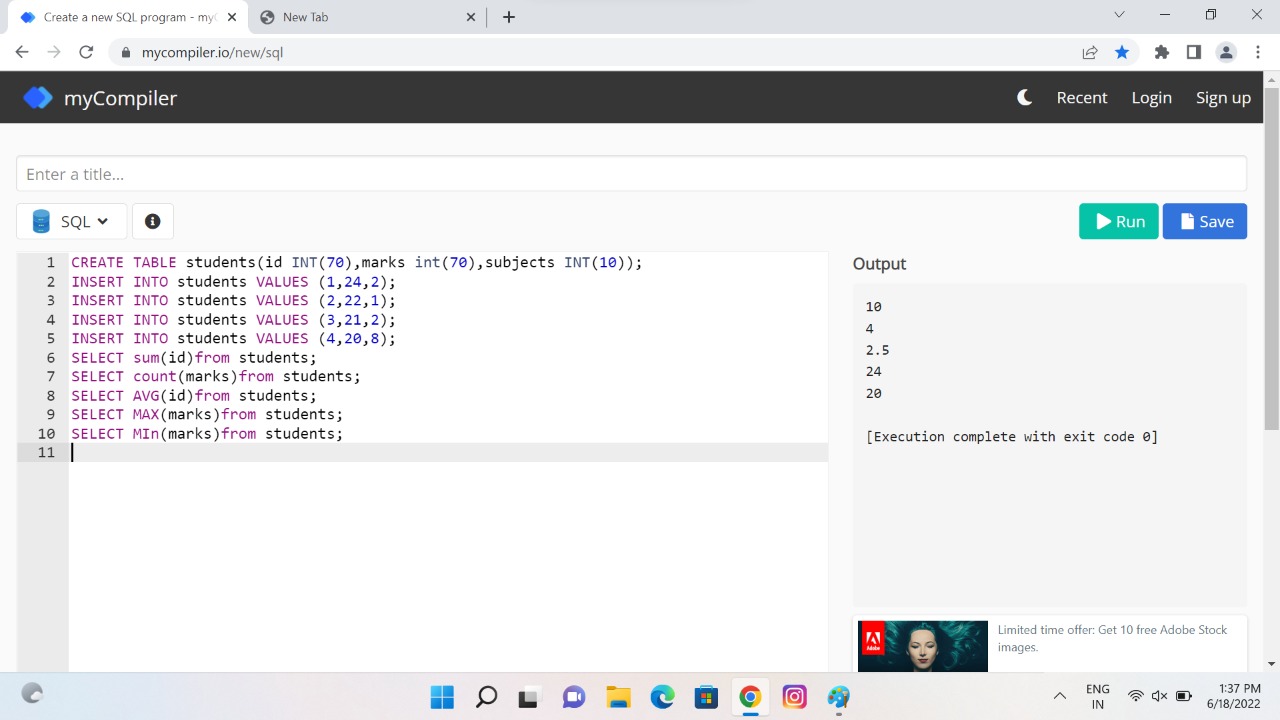 Create a new SQL program - myC
New Tab
mycompiler.io/new/sql
myCompiler
Recent Login Sign up
Enter a title...
SQL
Run Save
1 CREATE TABLE students(id INT(70),marks int(70),subjects INT(10));
2 INSERT INTO students VALUES (1,24,2);
3 INSERT INTO students VALUES (2,22,1);
4 INSERT INTO students VALUES (3,21,2);
5 INSERT INTO students VALUES (4,20,8);
6 SELECT sum(id)from students;
7 SELECT count(marks)from students;
8 SELECT AVG(id)from students;
9 SELECT MAX(marks)from students;
10 SELECT MIn(marks)from students;
11
Output
10
4
2.5
24
20
[Execution complete with exit code 0]
Adobe
Limited time offer: Get 10 free Adobe Stock
images.
ENG
IN
1:37 PM
6/18/2022